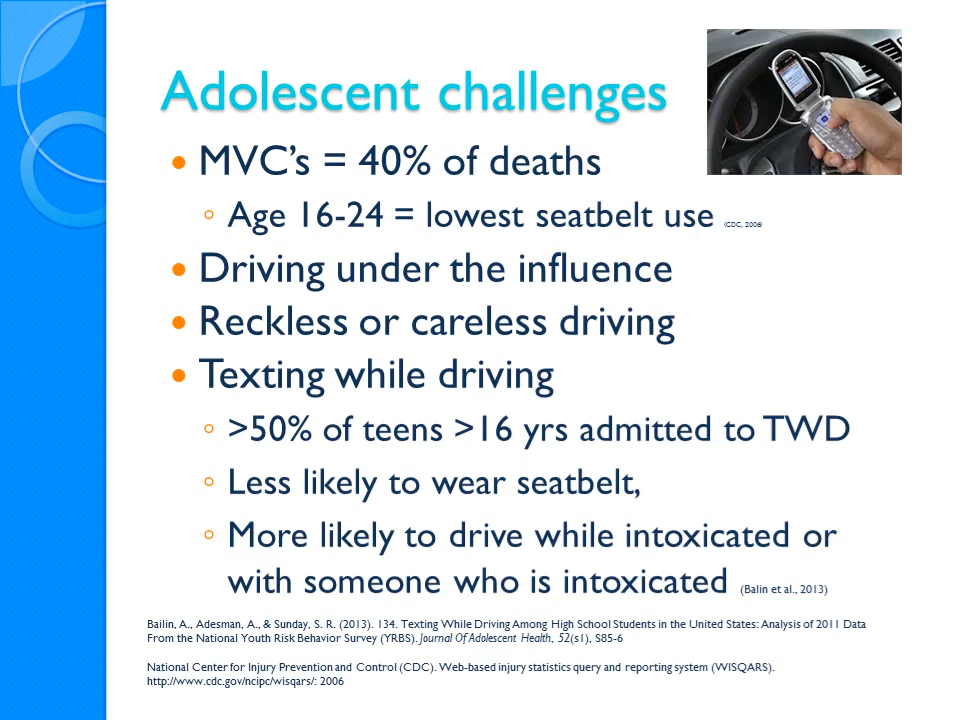 Adolescent challenges
• MVC's = 40% of deaths
◦ Age 16-24 = lowest seatbelt use (CDC, 2006)
• Driving under the influence
• Reckless or careless driving
• Texting while driving
◦ >50% of teens >16 yrs admitted to TWD
◦ Less likely to wear seatbelt,
◦ More likely to drive while intoxicated or
with someone who is intoxicated (Balin et al., 2013)
Bailin, A., Adesman, A., & Sunday, S. R. (2013). 134. Texting While Driving Among High School Students in the United States: Analysis of 2011 Data
From the National Youth Risk Behavior Survey (YRBS). Journal Of Adolescent Health, 52(s1), S85-6
National Center for Injury Prevention and Control (CDC). Web-based injury statistics query and reporting system (WISQARS).
http://www.cdc.gov/ncipc/wisqars/: 2006